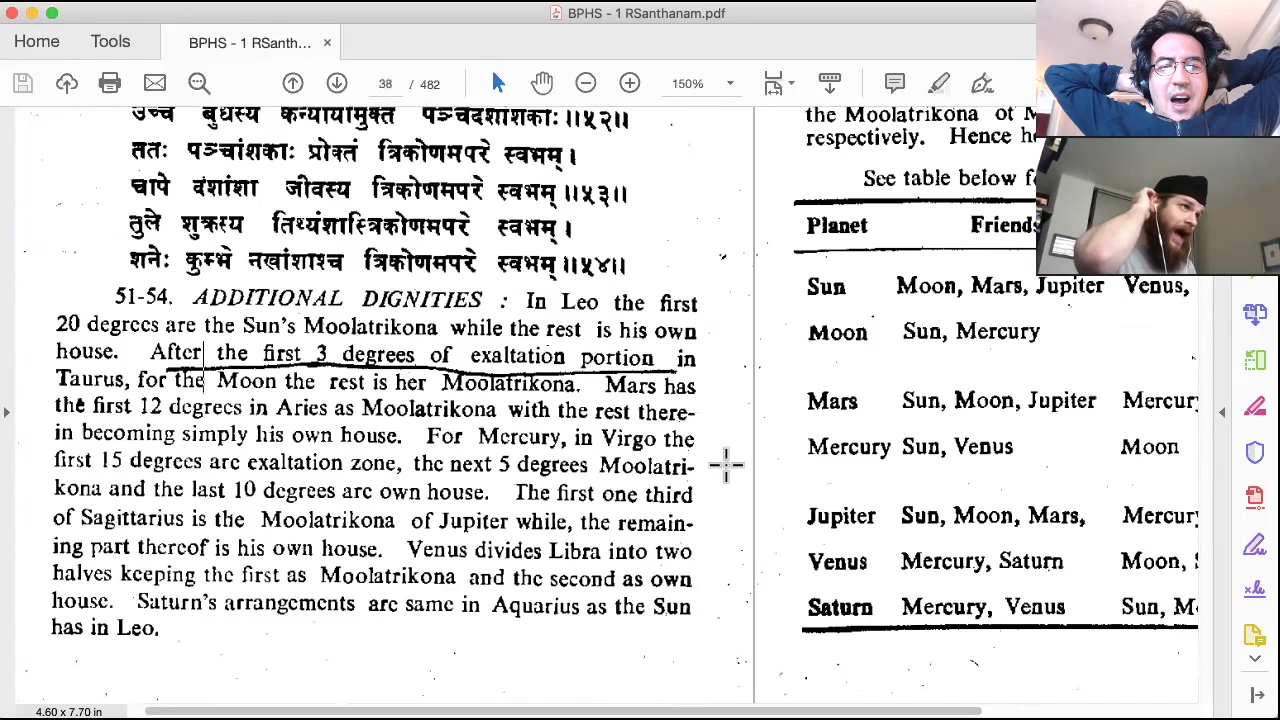 BPHS - 1 RSanthanam.pdf
Home
Tools
BPHS - 1 RSanth...
×
38 / 482
150%
उच्चं बुधस्य कन्यायामुक्तं पञ्चदशांशकाः॥५२॥
ततः पञ्चांशकाः प्रोक्तं त्रिकोणमपरे स्वभम्।
चापे दशांशा जीवस्य त्रिकोणमपरे स्वभम्॥५३॥
तुले शुक्रस्य तिथ्यंशास्त्रिकोणमपरे स्वभम्।
शनेः कुम्भे नखांशाश्च त्रिकोणमपरे स्वभम्॥५४॥
51-54. ADDITIONAL DIGNITIES : In Leo the first
20 degrees are the Sun's Moolatrikona while the rest is his own
house. After the first 3 degrees of exaltation portion in
Taurus, for the Moon the rest is her Moolatrikona. Mars has
the first 12 degrees in Aries as Moolatrikona with the rest there-
in becoming simply his own house. For Mercury, in Virgo the
first 15 degrees are exaltation zone, the next 5 degrees Moolatri-
kona and the last 10 degrees are own house. The first one third
of Sagittarius is the Moolatrikona of Jupiter while, the remain-
ing part thereof is his own house. Venus divides Libra into two
halves keeping the first as Moolatrikona and the second as own
house. Saturn's arrangements are same in Aquarius as the Sun
has in Leo.
the Moolatrikona of M
respectively. Hence he
See table below fo
Planet Friends
Sun Moon, Mars, Jupiter Venus,
Moon Sun, Mercury
Mars Sun, Moon, Jupiter Mercury
Mercury Sun, Venus Moon
Jupiter Sun, Moon, Mars, Mercury
Venus Mercury, Saturn Moon, S
Saturn Mercury, Venus Sun, M
4.60 x 7.70 in